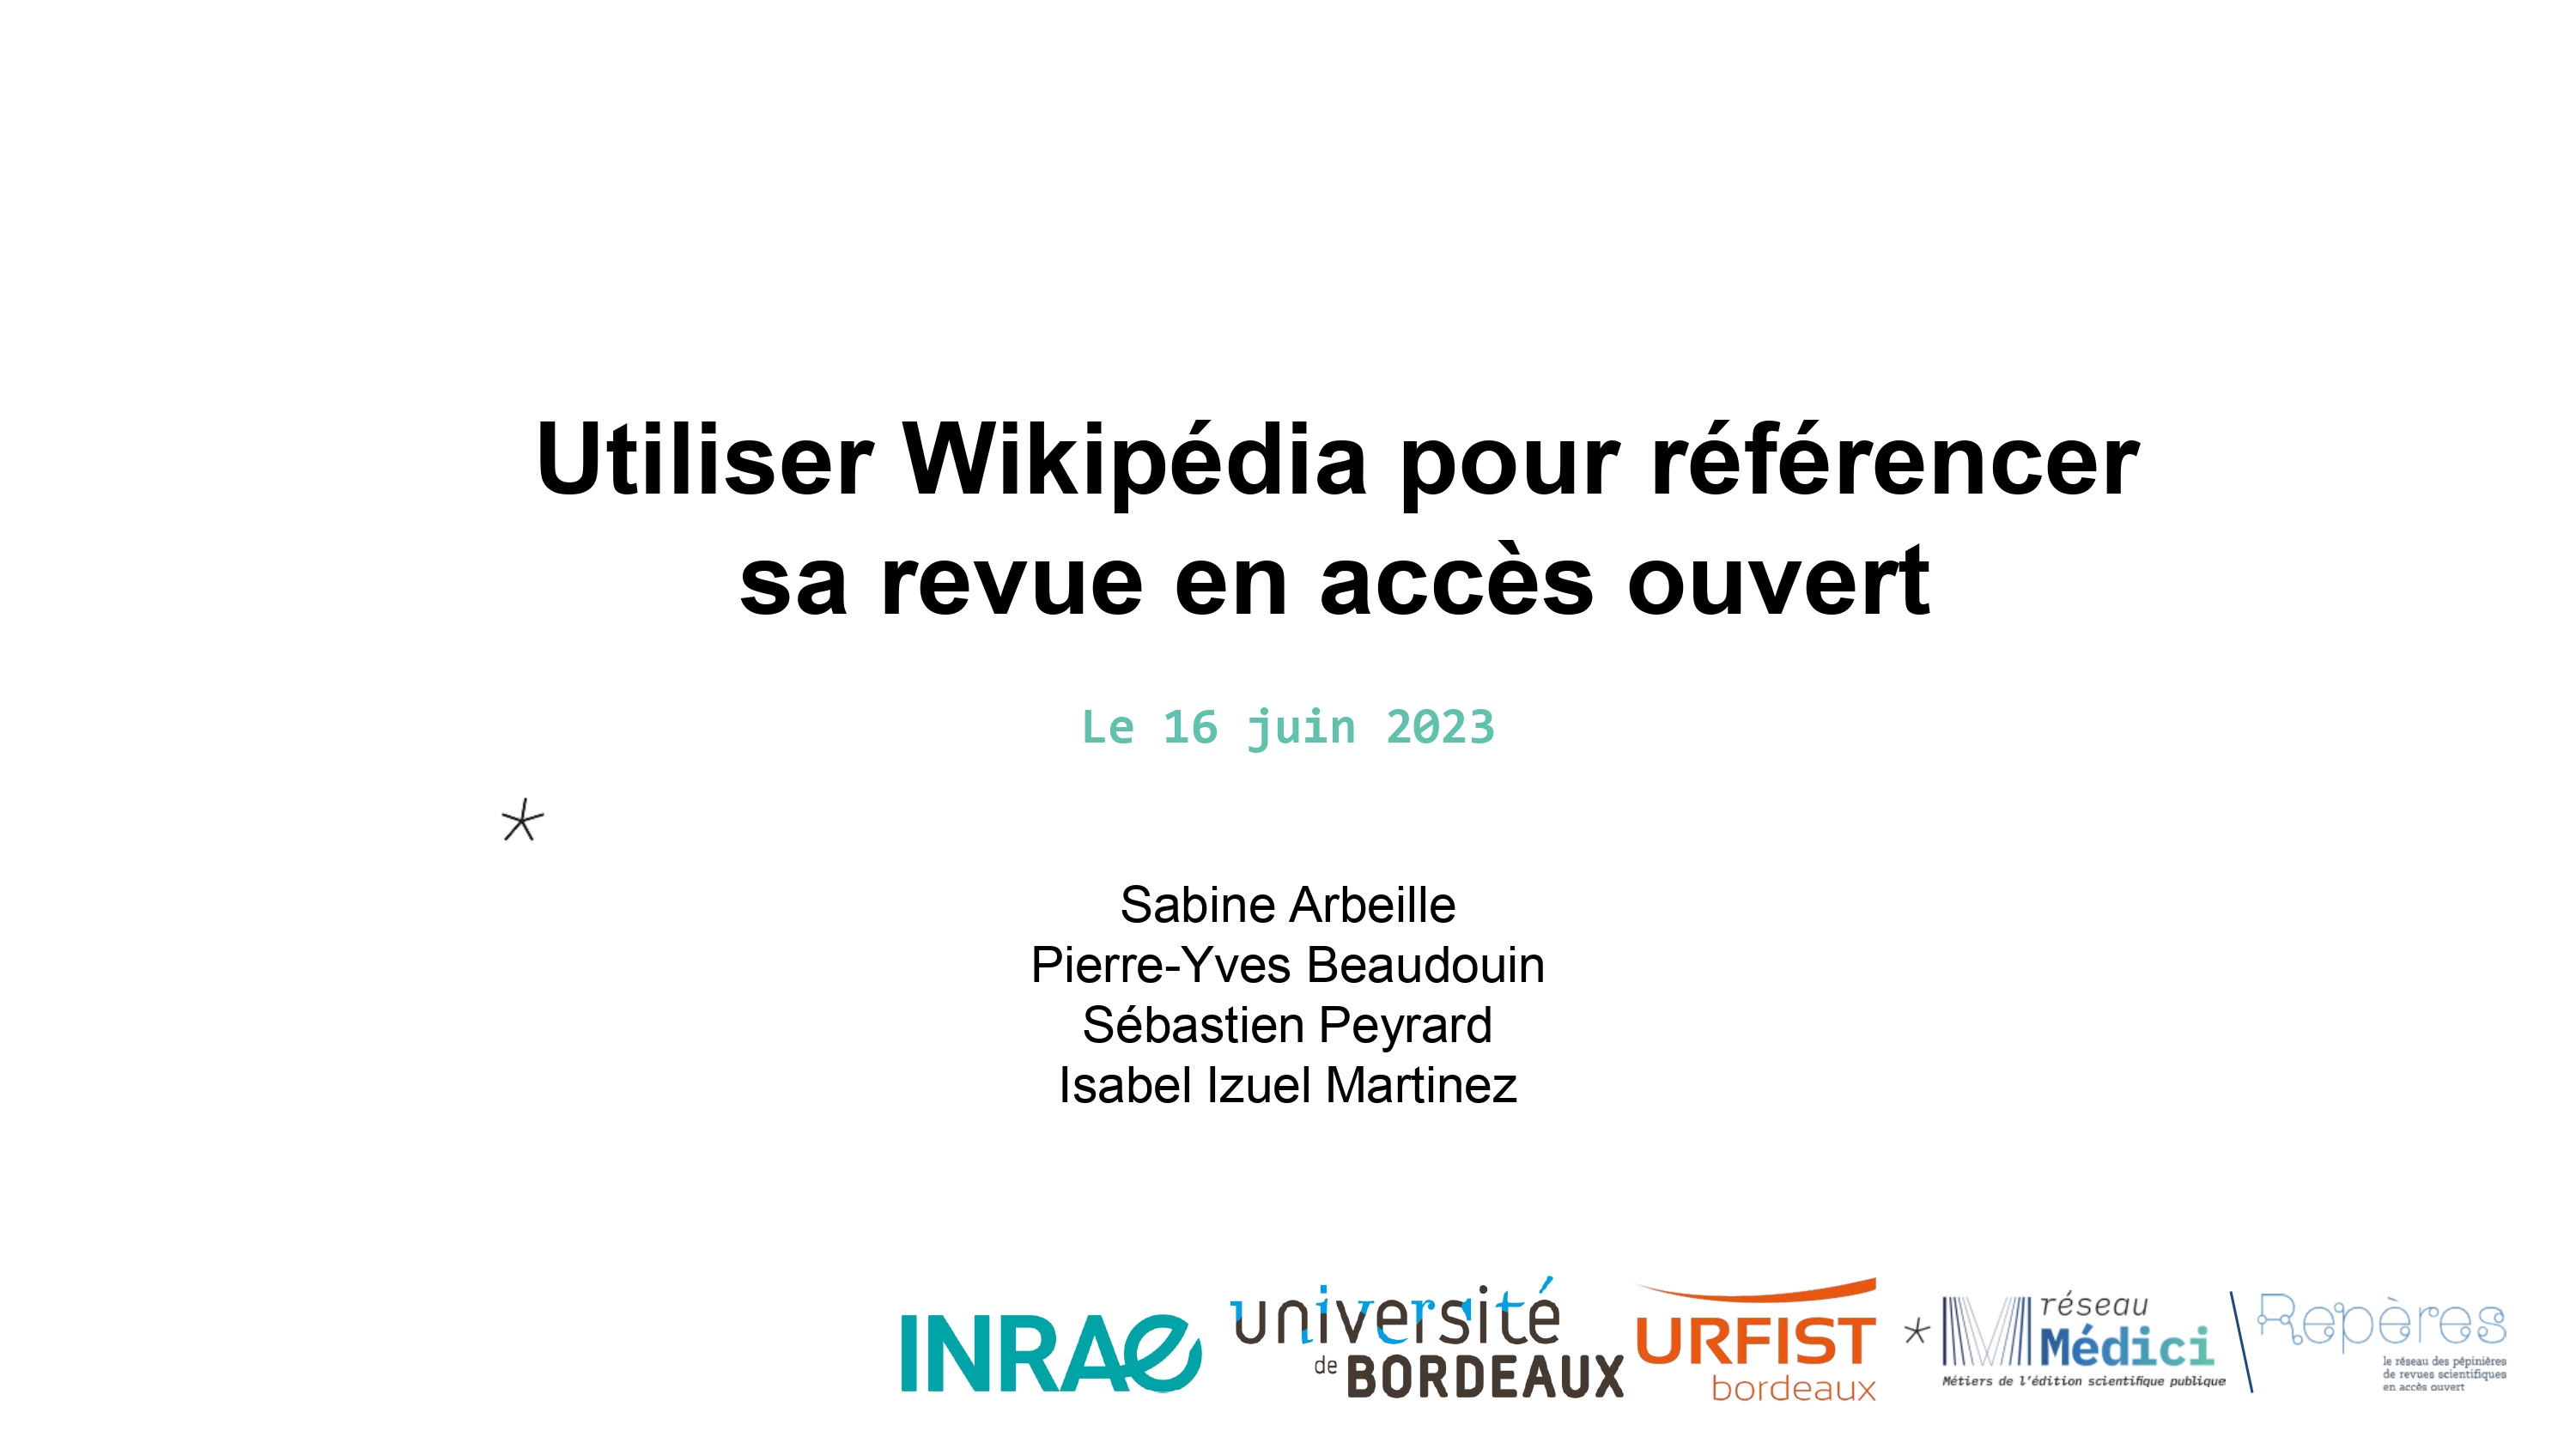 Utiliser Wikipédia pour référencer
sa revue en accès ouvert
Le 16 juin 2023
Sabine Arbeille
Pierre-Yves Beaudouin
Sébastien Peyrard
Isabel Izuel Martinez
INRAE
université
de BORDEAUX
URFIST
bordeaux
réseau
Médici
Métiers de l'édition scientifique publique
Repères
le réseau des pépinières
de revues scientifiques
en accès ouvert